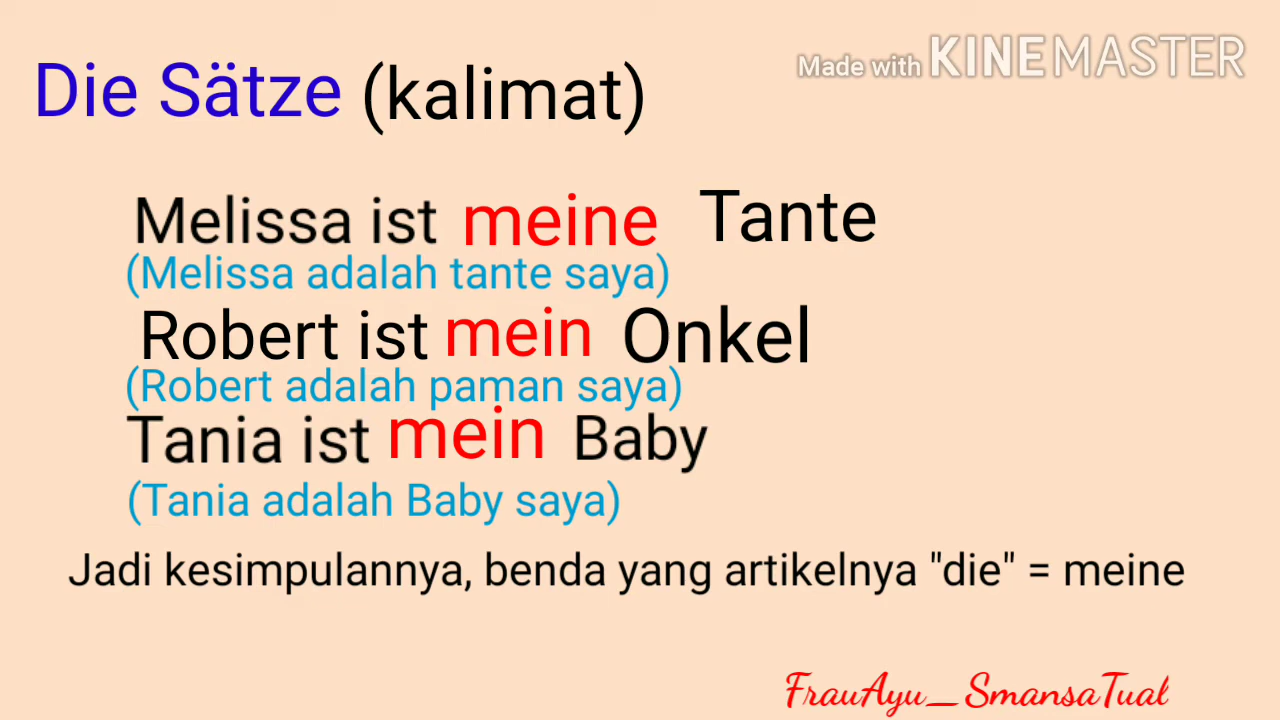 Die Sätze (kalimat)
Made with KINEMASTER
Melissa ist meine Tante
(Melissa adalah tante saya)
Robert ist mein Onkel
(Robert adalah paman saya)
Tania ist mein Baby
(Tania adalah Baby saya)
Jadi kesimpulannya, benda yang artikelnya "die" = meine
FrauAyu_SmansaTual